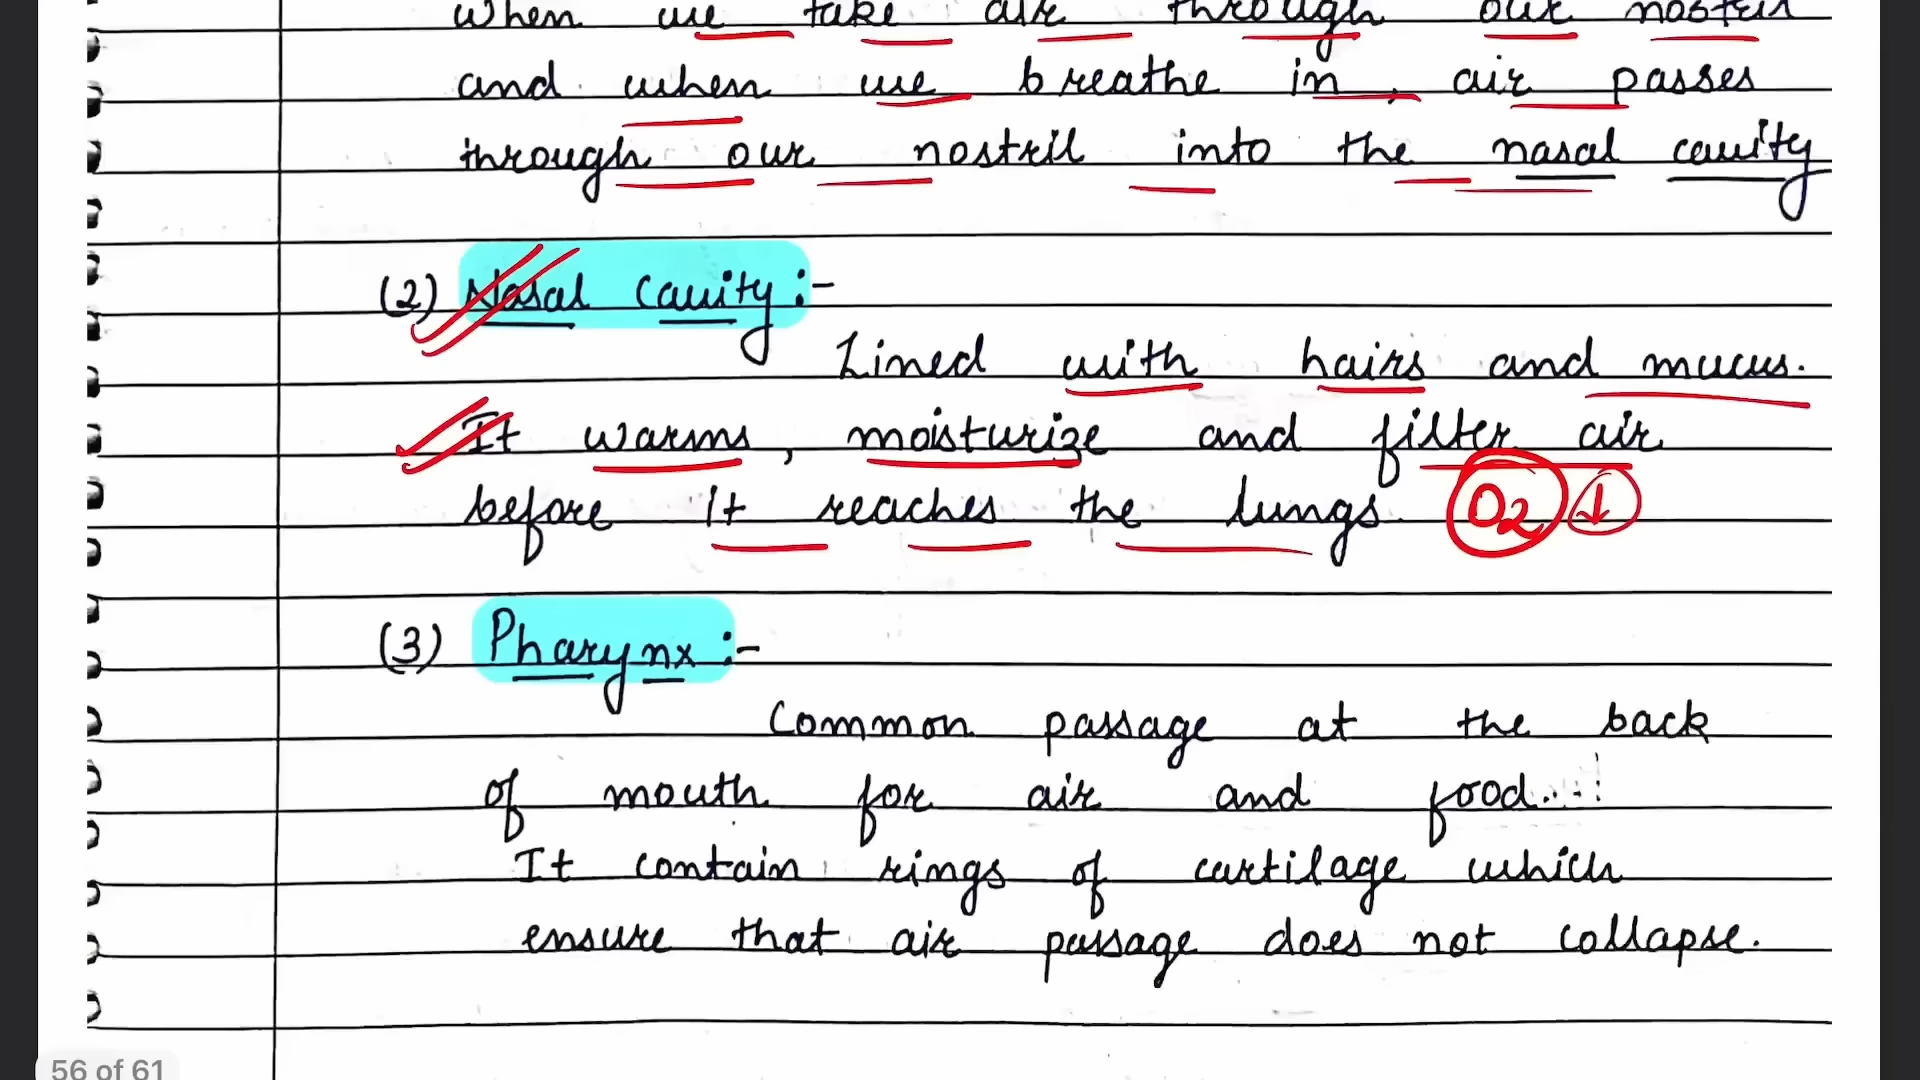 when we take air through our nostril
and when we breathe in, air passes
through our nostril into the nasal cavity
(2) Nasal Cavity :-
Lined with hairs and mucus.
It warms, moisturize and filter air
before it reaches the lungs. O2 ↓
(3) Pharynx :-
Common passage at the back
of mouth for air and food.
It contain rings of cartilage which
ensure that air passage does not collapse.
56 of 61